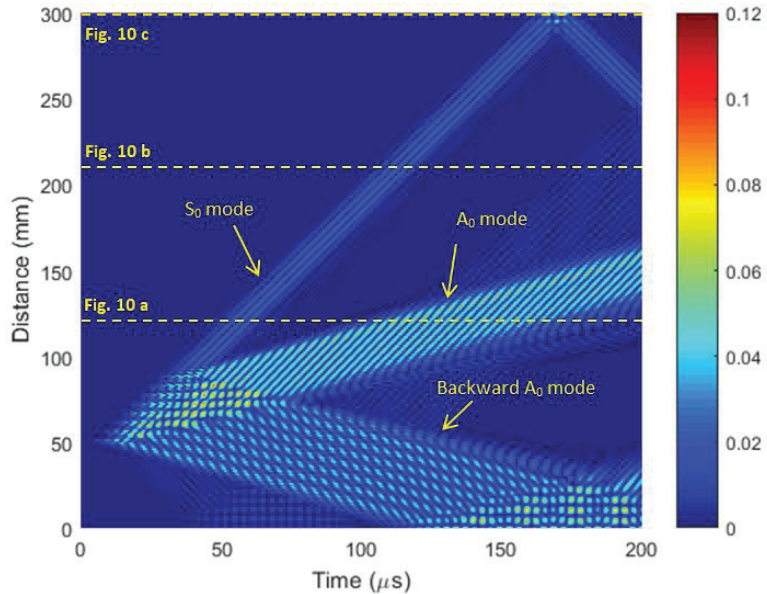 300
Fig. 10 c
250
Fig. 10 b
200
S₀ mode
A₀ mode
150
Fig. 10 a
100
Backward A₀ mode
50
0
Distance (mm)
0 50 100 150 200
Time (μs)
0.12
0.1
0.08
0.06
0.04
0.02
0